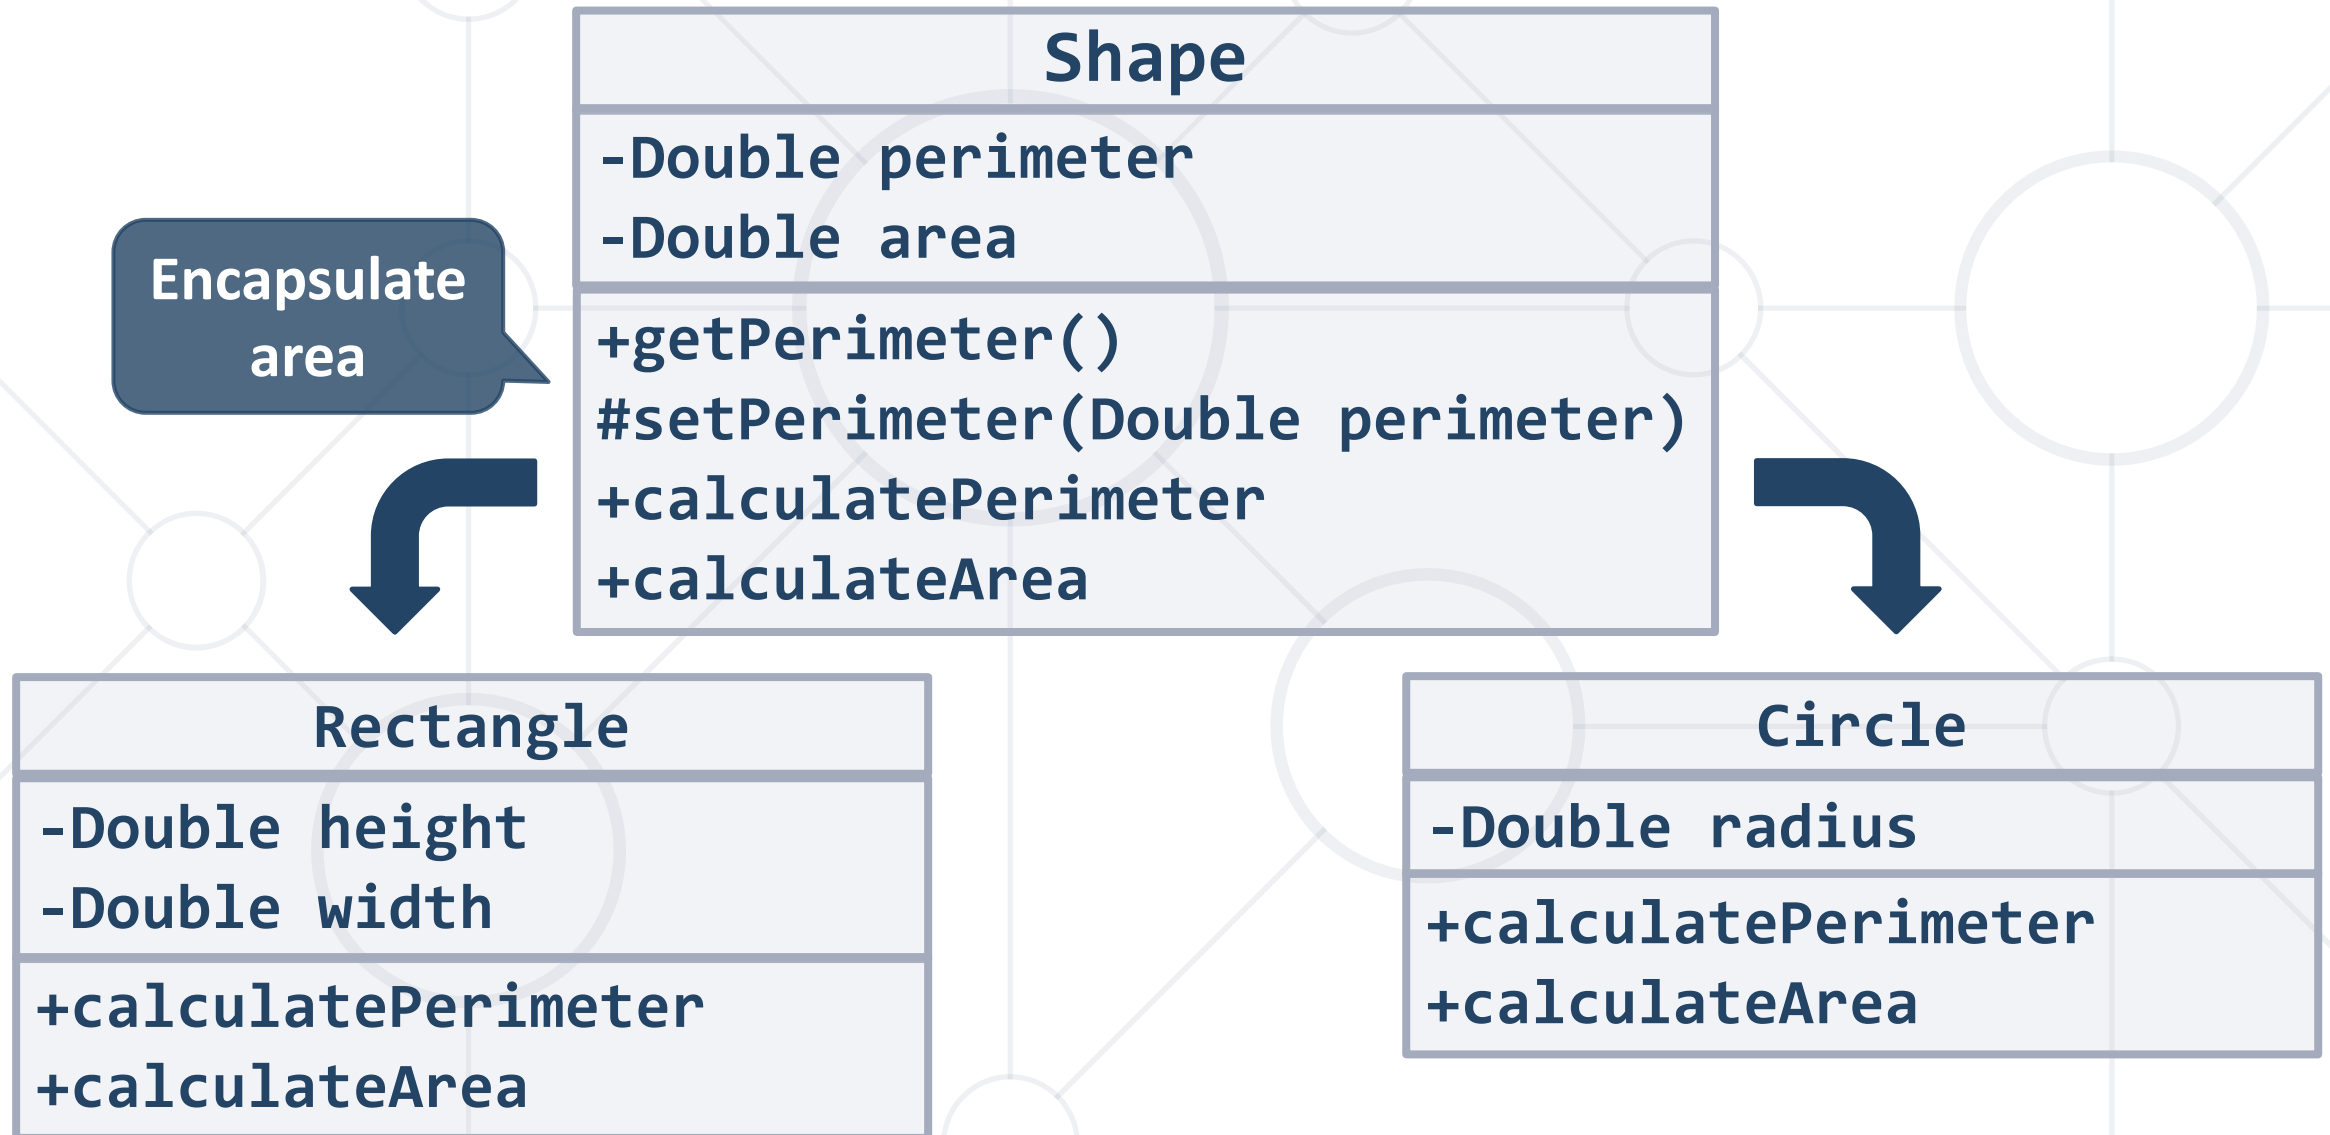 Shape
-Double perimeter
-Double area
Encapsulate
area
+getPerimeter()
#setPerimeter(Double perimeter)
+calculatePerimeter
+calculateArea
Rectangle
-Double height
-Double width
+calculatePerimeter
+calculateArea
Circle
-Double radius
+calculatePerimeter
+calculateArea